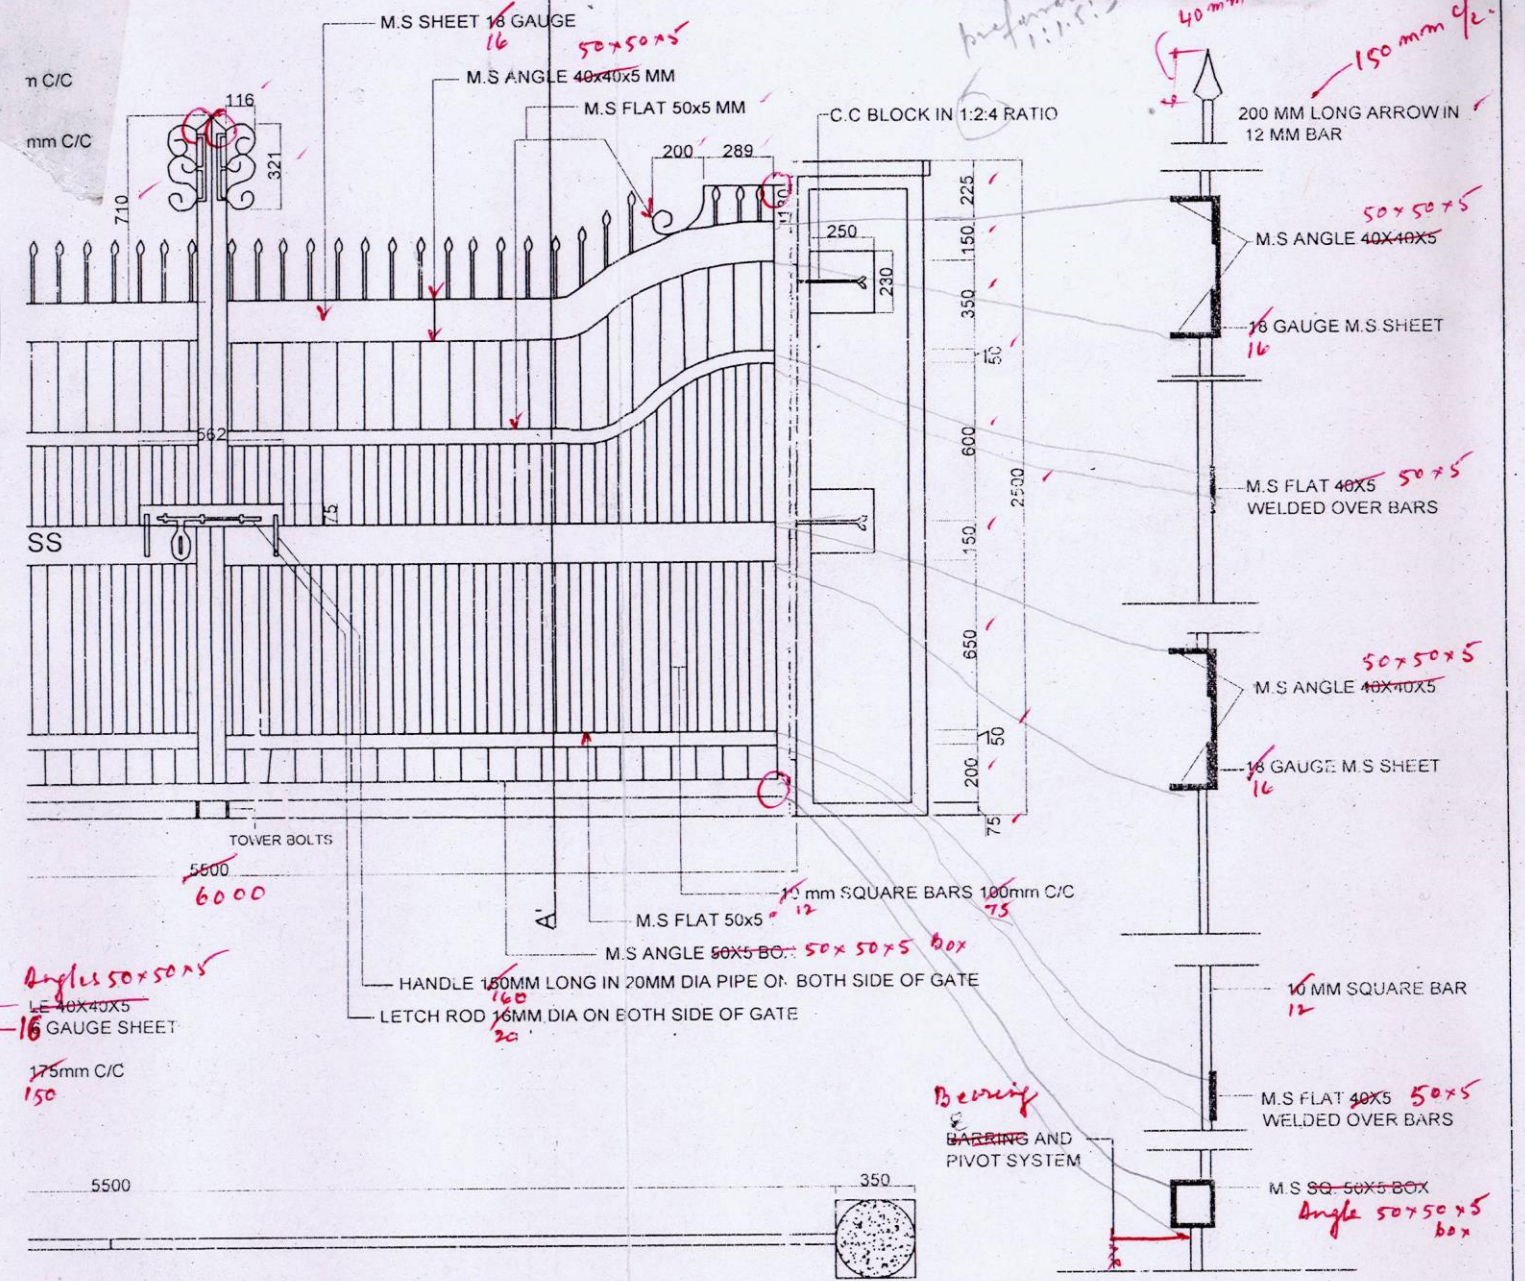 M.S SHEET 18 GAUGE
16
50x50x5
M.S ANGLE 40x40x5 MM
M.S FLAT 50x5 MM
C.C BLOCK IN 1:2:4 RATIO
40 mm
150 mm c/c.
200 MM LONG ARROW IN
12 MM BAR
C/C
mm C/C
116
321
710
200
289
250
230
225
150
350
50
600
2500
150
650
50
200
75
50x50x5
M.S ANGLE 40X40X5
18 GAUGE M.S SHEET
16
M.S FLAT 40X5 50x5
WELDED OVER BARS
562
75
SS
50x50x5
M.S ANGLE 40X40X5
18 GAUGE M.S SHEET
16
TOWER BOLTS
5500
6000
10 mm SQUARE BARS 100mm C/C
12 75
A'
M.S FLAT 50x5
M.S ANGLE 50X5 BO 50x50x5 box
HANDLE 150MM LONG IN 20MM DIA PIPE ON BOTH SIDE OF GATE
160
LETCH ROD 16MM DIA ON BOTH SIDE OF GATE
20
Angles 50x50x5
LE 40X40X5
16 GAUGE SHEET
175mm C/C
150
10 MM SQUARE BAR
12
M.S FLAT 40X5 50x5
WELDED OVER BARS
Bearing
&
BARRING AND
PIVOT SYSTEM
M.S SQ. 50X5 BOX
Angle 50x50x5
box
5500
350